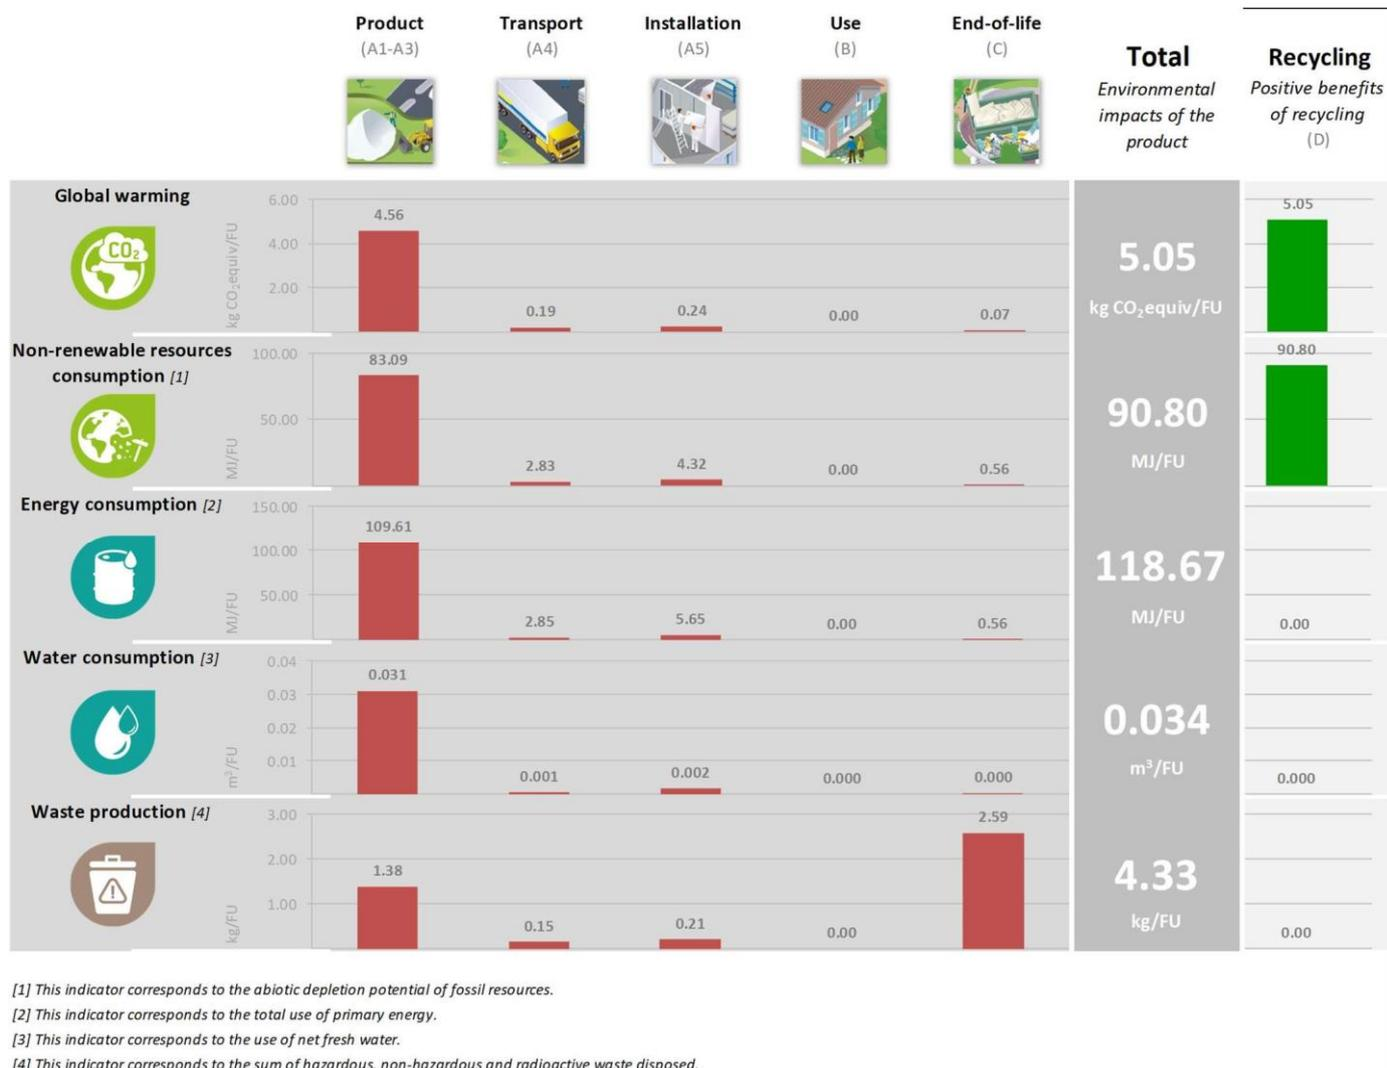 Product
(A1-A3)
Transport
(A4)
Installation
(A5)
Use
(B)
End-of-life
(C)
Total
Environmental
impacts of the
product
Recycling
Positive benefits
of recycling
(D)
Global warming
CO2
kg CO2equiv/FU
6.00
4.00
2.00
4.56
0.19
0.24
0.00
0.07
5.05
kg CO2equiv/FU
5.05
Non-renewable resources
consumption [1]
MJ/FU
100.00
50.00
83.09
2.83
4.32
0.00
0.56
90.80
MJ/FU
90.80
Energy consumption [2]
MJ/FU
150.00
100.00
50.00
109.61
2.85
5.65
0.00
0.56
118.67
MJ/FU
0.00
Water consumption [3]
m³/FU
0.04
0.03
0.02
0.01
0.031
0.001
0.002
0.000
0.000
0.034
m³/FU
0.000
Waste production [4]
kg/FU
3.00
2.00
1.00
1.38
0.15
0.21
0.00
2.59
4.33
kg/FU
0.00
[1] This indicator corresponds to the abiotic depletion potential of fossil resources.
[2] This indicator corresponds to the total use of primary energy.
[3] This indicator corresponds to the use of net fresh water.
[4] This indicator corresponds to the sum of hazardous, non-hazardous and radioactive waste disposed.